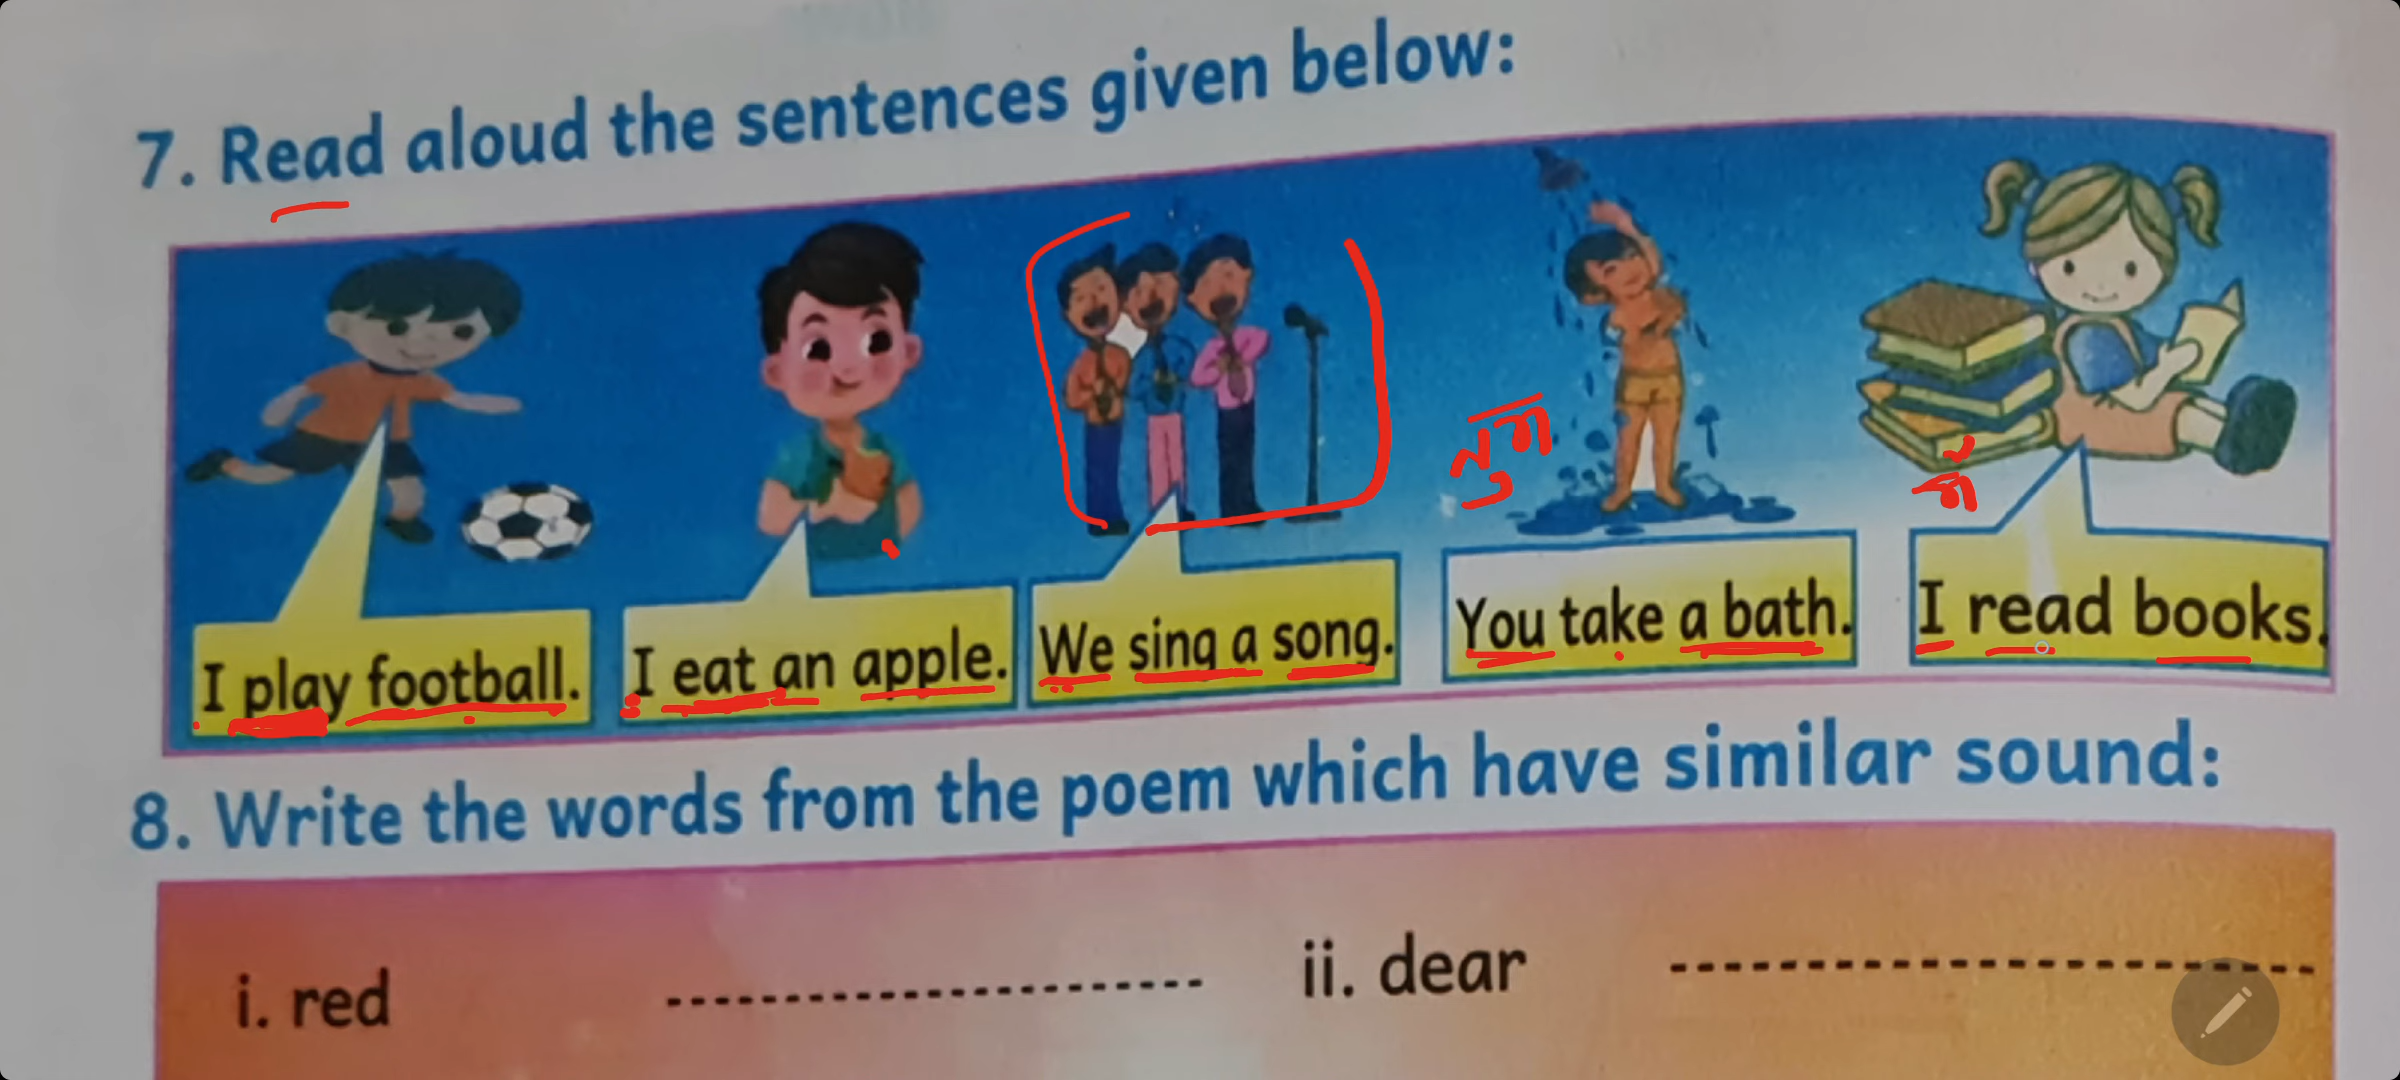 7. Read aloud the sentences given below:
I play football.
I eat an apple.
We sing a song.
You take a bath.
I read books.
8. Write the words from the poem which have similar sound:
i. red
ii. dear